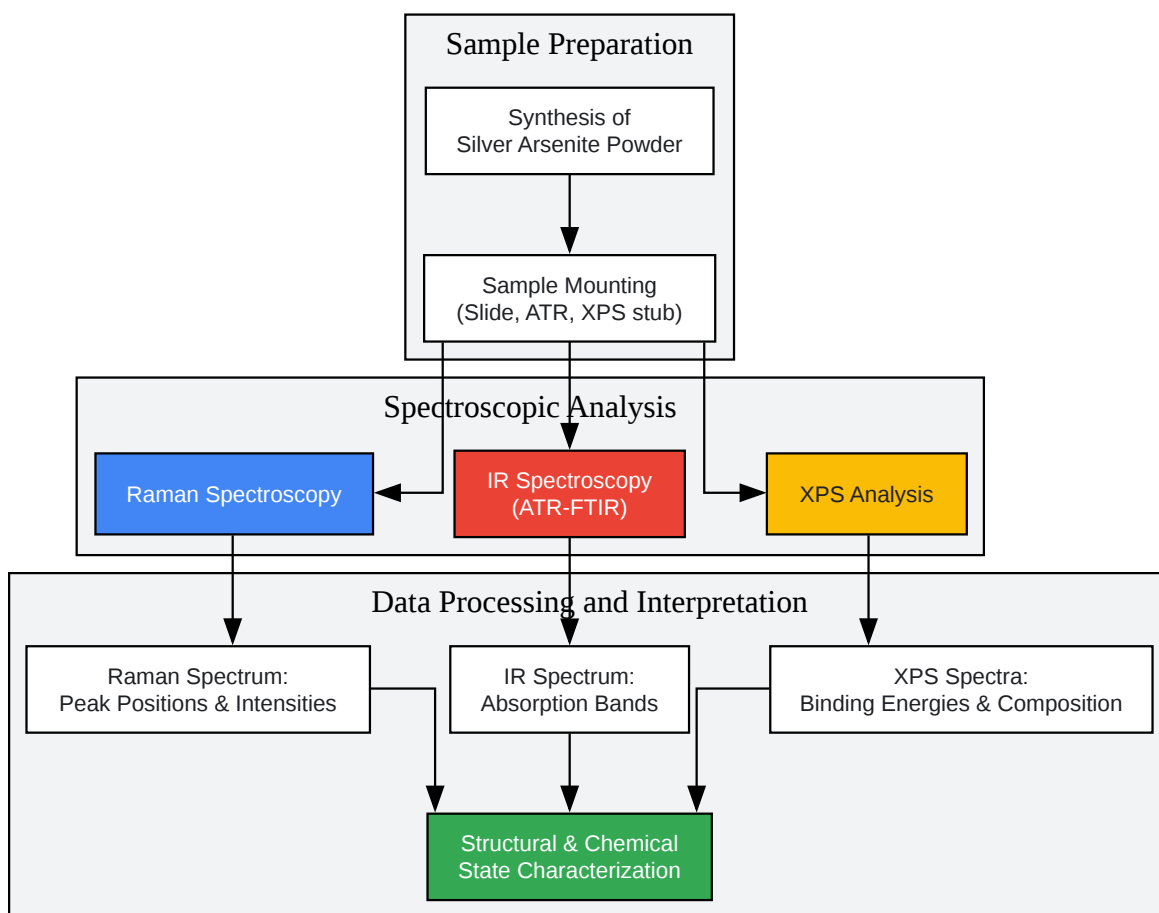 Sample Preparation
Synthesis of
Silver Arsenite Powder
Sample Mounting
(Slide, ATR, XPS stub)
Spectroscopic Analysis
Raman Spectroscopy
IR Spectroscopy
(ATR-FTIR)
XPS Analysis
Data Processing and Interpretation
Raman Spectrum:
Peak Positions & Intensities
IR Spectrum:
Absorption Bands
XPS Spectra:
Binding Energies & Composition
Structural & Chemical
State Characterization